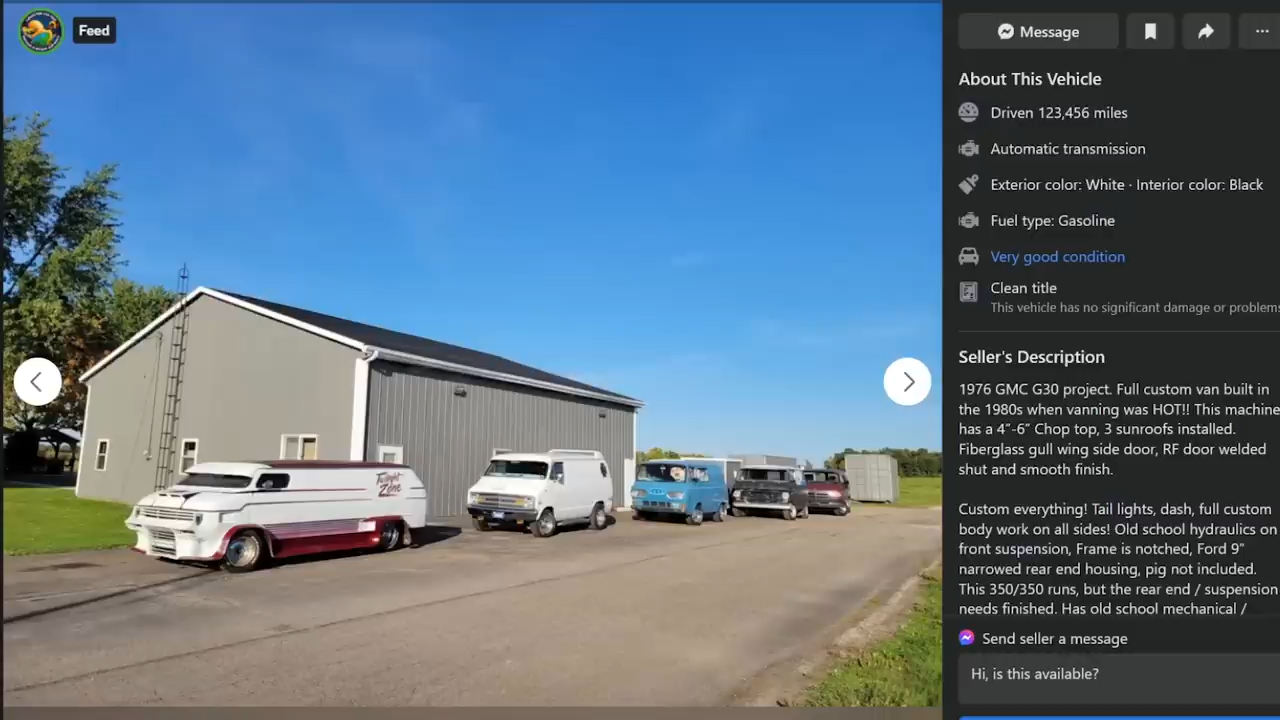 Feed
Twilight
Zone
Message
About This Vehicle
Driven 123,456 miles
Automatic transmission
Exterior color: White · Interior color: Black
Fuel type: Gasoline
Very good condition
Clean title
This vehicle has no significant damage or problems
Seller's Description
1976 GMC G30 project. Full custom van built in
the 1980s when vanning was HOT!! This machine
has a 4"-6" Chop top, 3 sunroofs installed.
Fiberglass gull wing side door, RF door welded
shut and smooth finish.
Custom everything! Tail lights, dash, full custom
body work on all sides! Old school hydraulics on
front suspension, Frame is notched, Ford 9"
narrowed rear end housing, pig not included.
This 350/350 runs, but the rear end / suspension
needs finished. Has old school mechanical /
Send seller a message
Hi, is this available?